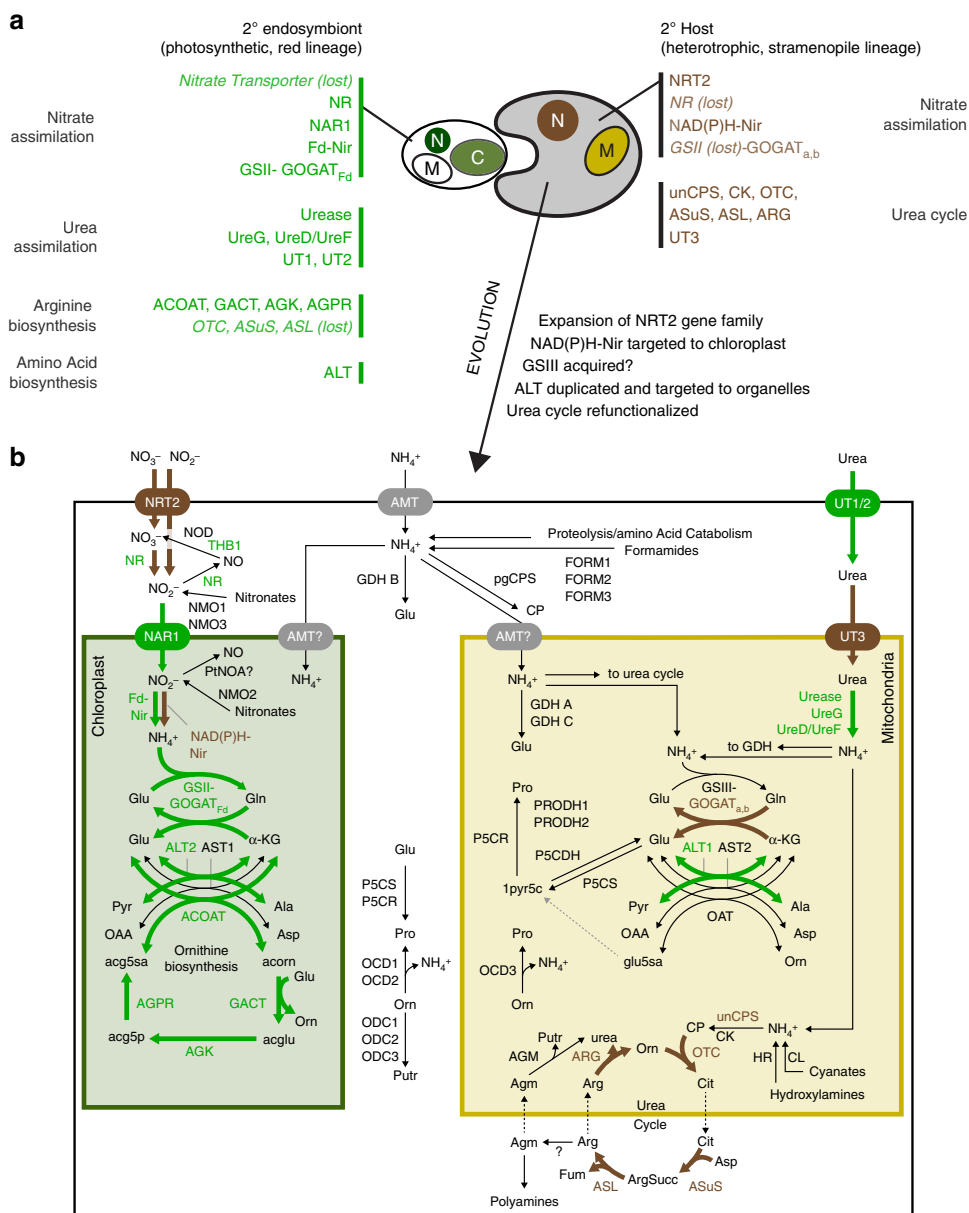 a
2° endosymbiont
(photosynthetic, red lineage)
2° Host
(heterotrophic, stramenopile lineage)
Nitrate
assimilation
Nitrate Transporter (lost)
NR
NAR1
Fd-Nir
GSII- GOGAT_Fd
Urea
assimilation
Urease
UreG, UreD/UreF
UT1, UT2
Arginine
biosynthesis
ACOAT, GACT, AGK, AGPR
OTC, ASuS, ASL (lost)
Amino Acid
biosynthesis
ALT
N
M
C
N
M
NRT2
NR (lost)
NAD(P)H-Nir
GSII (lost)-GOGAT_a,b
Nitrate
assimilation
unCPS, CK, OTC,
ASuS, ASL, ARG
UT3
Urea cycle
EVOLUTION
Expansion of NRT2 gene family
NAD(P)H-Nir targeted to chloroplast
GSIII acquired?
ALT duplicated and targeted to organelles
Urea cycle refunctionalized
b
NO₃⁻ NO₂⁻
NRT2
NO₃⁻
NOD
THB1
NO
NR
NR
NO₂⁻
Nitronates
NMO1
NMO3
NAR1
NH₄⁺
AMT
NH₄⁺
Proteolysis/amino Acid Catabolism
Formamides
FORM1
FORM2
FORM3
GDH B
Glu
pgCPS
CP
AMT?
AMT?
Urea
UT1/2
Urea
UT3
Chloroplast
NO
PtNOA?
NO₂⁻
NMO2
Nitronates
Fd-
Nir
NAD(P)H-
Nir
NH₄⁺
NH₄⁺
GSII-
GOGAT_Fd
Glu
Gln
Glu
α-KG
ALT2 AST1
Pyr
Ala
ACOAT
OAA
Asp
acg5sa
Ornithine
biosynthesis
acorn
Glu
AGPR
GACT
Orn
acg5p
acglu
AGK
Glu
P5CS
P5CR
Pro
OCD1
OCD2
NH₄⁺
Orn
ODC1
ODC2
ODC3
Putr
Mitochondria
NH₄⁺
to urea cycle
GDH A
GDH C
Glu
Urea
Urease
UreG
UreD/UreF
NH₄⁺
to GDH
NH₄⁺
Pro
PRODH1
PRODH2
P5CR
P5CDH
P5CS
1pyr5c
Glu
GSIII-
GOGAT_a,b
Gln
Glu
α-KG
ALT1 AST2
Pyr
Ala
OAT
OAA
Asp
glu5sa
Orn
Pro
OCD3
NH₄⁺
Orn
Putr
urea
AGM
ARG
Agm
Arg
Orn
CP
unCPS
CK
NH₄⁺
OTC
Cit
HR
CL
Cyanates
Hydroxylamines
Urea
Cycle
Agm
?
Arg
Cit
Asp
Fum
ASL
ArgSucc
ASuS
Polyamines